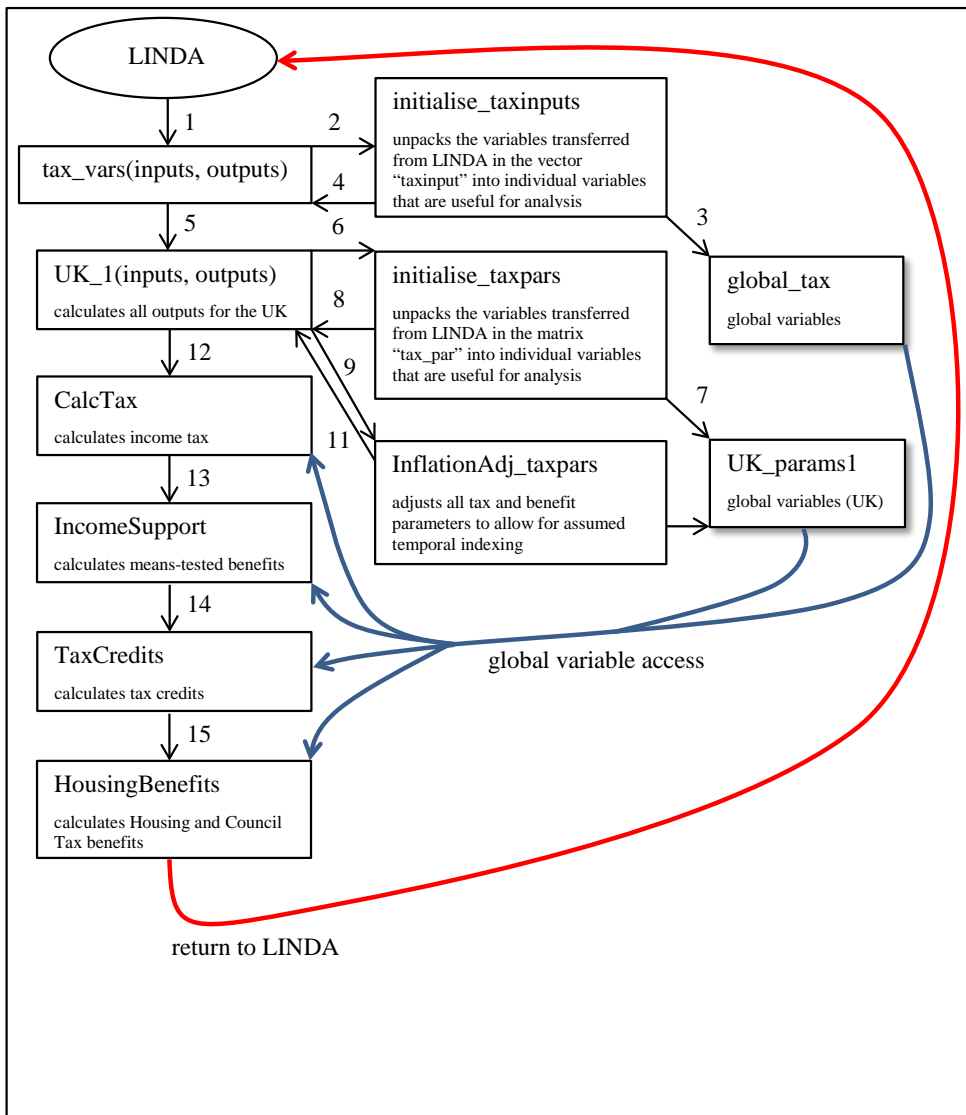 LINDA
1
2
initialise_taxinputs
unpacks the variables transferred
from LINDA in the vector
“taxinput” into individual variables
that are useful for analysis
tax_vars(inputs, outputs)
4
3
5
6
UK_1(inputs, outputs)
calculates all outputs for the UK
initialise_taxpars
unpacks the variables transferred
from LINDA in the matrix
“tax_par” into individual variables
that are useful for analysis
global_tax
global variables
8
9
7
12
CalcTax
calculates income tax
11
InflationAdj_taxpars
adjusts all tax and benefit
parameters to allow for assumed
temporal indexing
UK_params1
global variables (UK)
13
IncomeSupport
calculates means-tested benefits
14
TaxCredits
calculates tax credits
global variable access
15
HousingBenefits
calculates Housing and Council
Tax benefits
return to LINDA